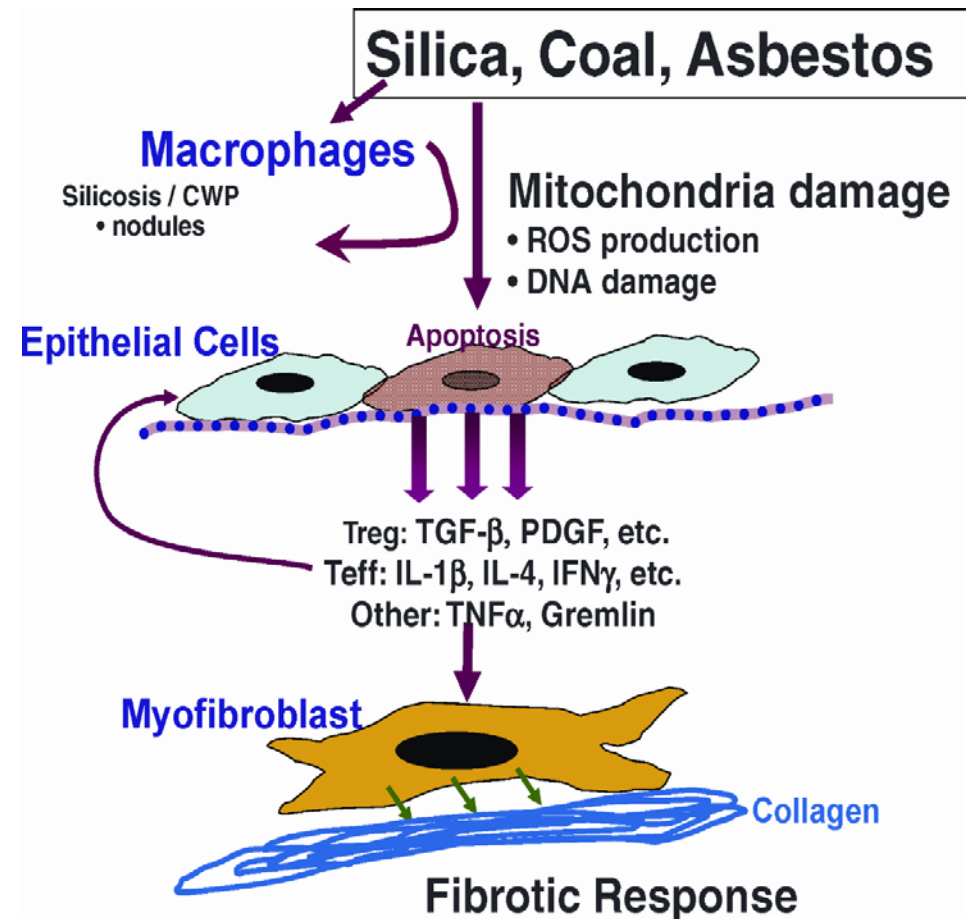 Silica, Coal, Asbestos
Macrophages
Silicosis / CWP
• nodules
Mitochondria damage
• ROS production
• DNA damage
Epithelial Cells
Apoptosis
Treg: TGF-β, PDGF, etc.
Teff: IL-1β, IL-4, IFNγ, etc.
Other: TNFα, Gremlin
Myofibroblast
Collagen
Fibrotic Response